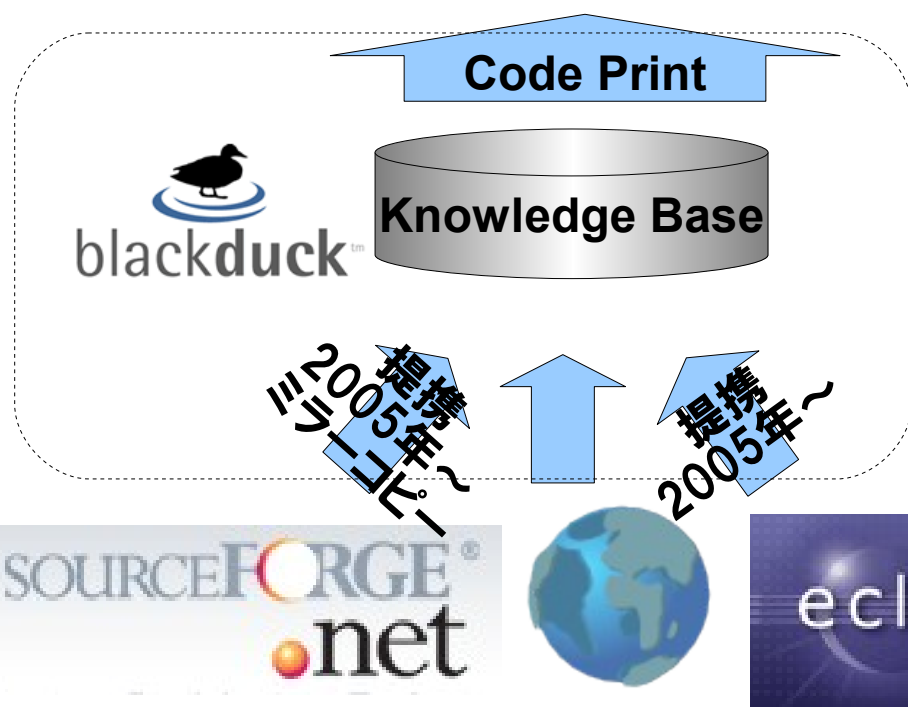 Code Print
Knowledge Base
blackduck™
提携
2005年～
ミラーコピー
提携
2005年～
SOURCEFORGE®
.net
ecl